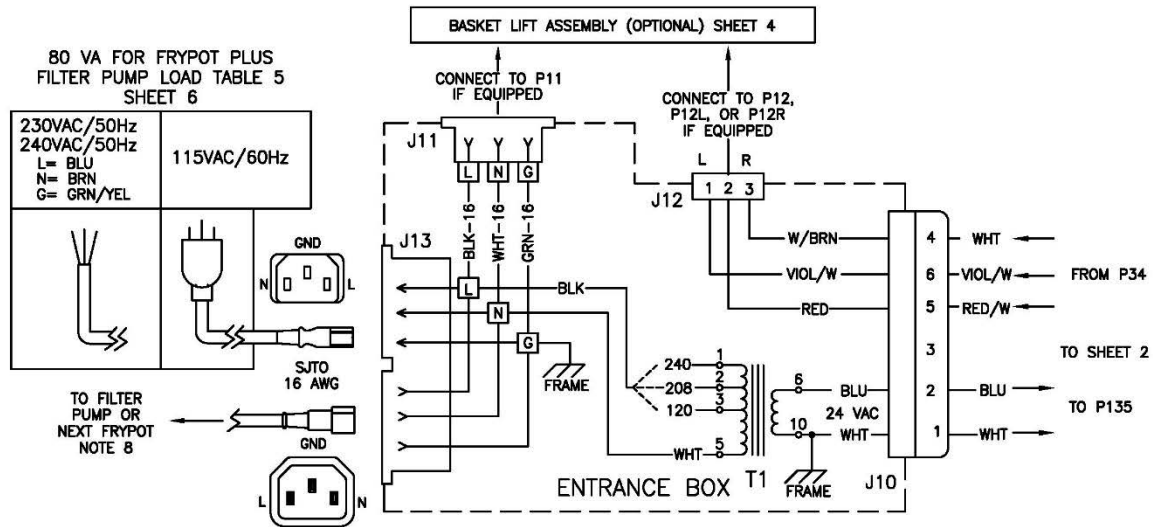 BASKET LIFT ASSEMBLY (OPTIONAL) SHEET 4
80 VA FOR FRYPOT PLUS
FILTER PUMP LOAD TABLE 5
SHEET 6
230VAC/50Hz
240VAC/50Hz
L= BLU
N= BRN
G= GRN/YEL
115VAC/60Hz
GND
N
L
SJTO
16 AWG
TO FILTER
PUMP OR
NEXT FRYPOT
NOTE 8
GND
L
N
CONNECT TO P11
IF EQUIPPED
J11
L
N
G
BLK-16
WHT-16
GRN-16
J13
L
BLK
N
G
FRAME
CONNECT TO P12,
P12L, OR P12R
IF EQUIPPED
L
R
1 2 3
J12
W/BRN
VIOL/W
RED
4
WHT
6
VIOL/W
FROM P34
5
RED/W
3
TO SHEET 2
2
BLU
TO P135
1
WHT
240
1
208
2
120
3
WHT
5
6
BLU
24 VAC
10
WHT
T1
FRAME
J10
ENTRANCE BOX